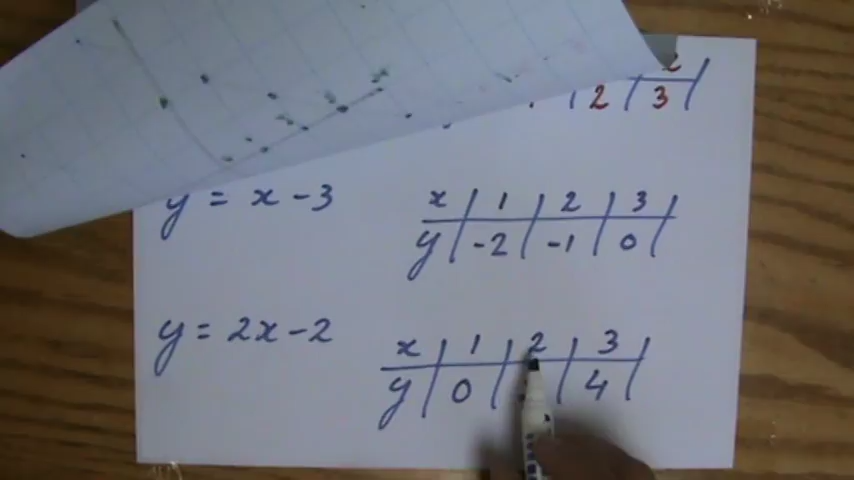 2 3
y = x - 3
x | 1 | 2 | 3 |
y | -2 | -1 | 0 |
y = 2x - 2
x | 1 | 2 | 3 |
y | 0 | | 4 |